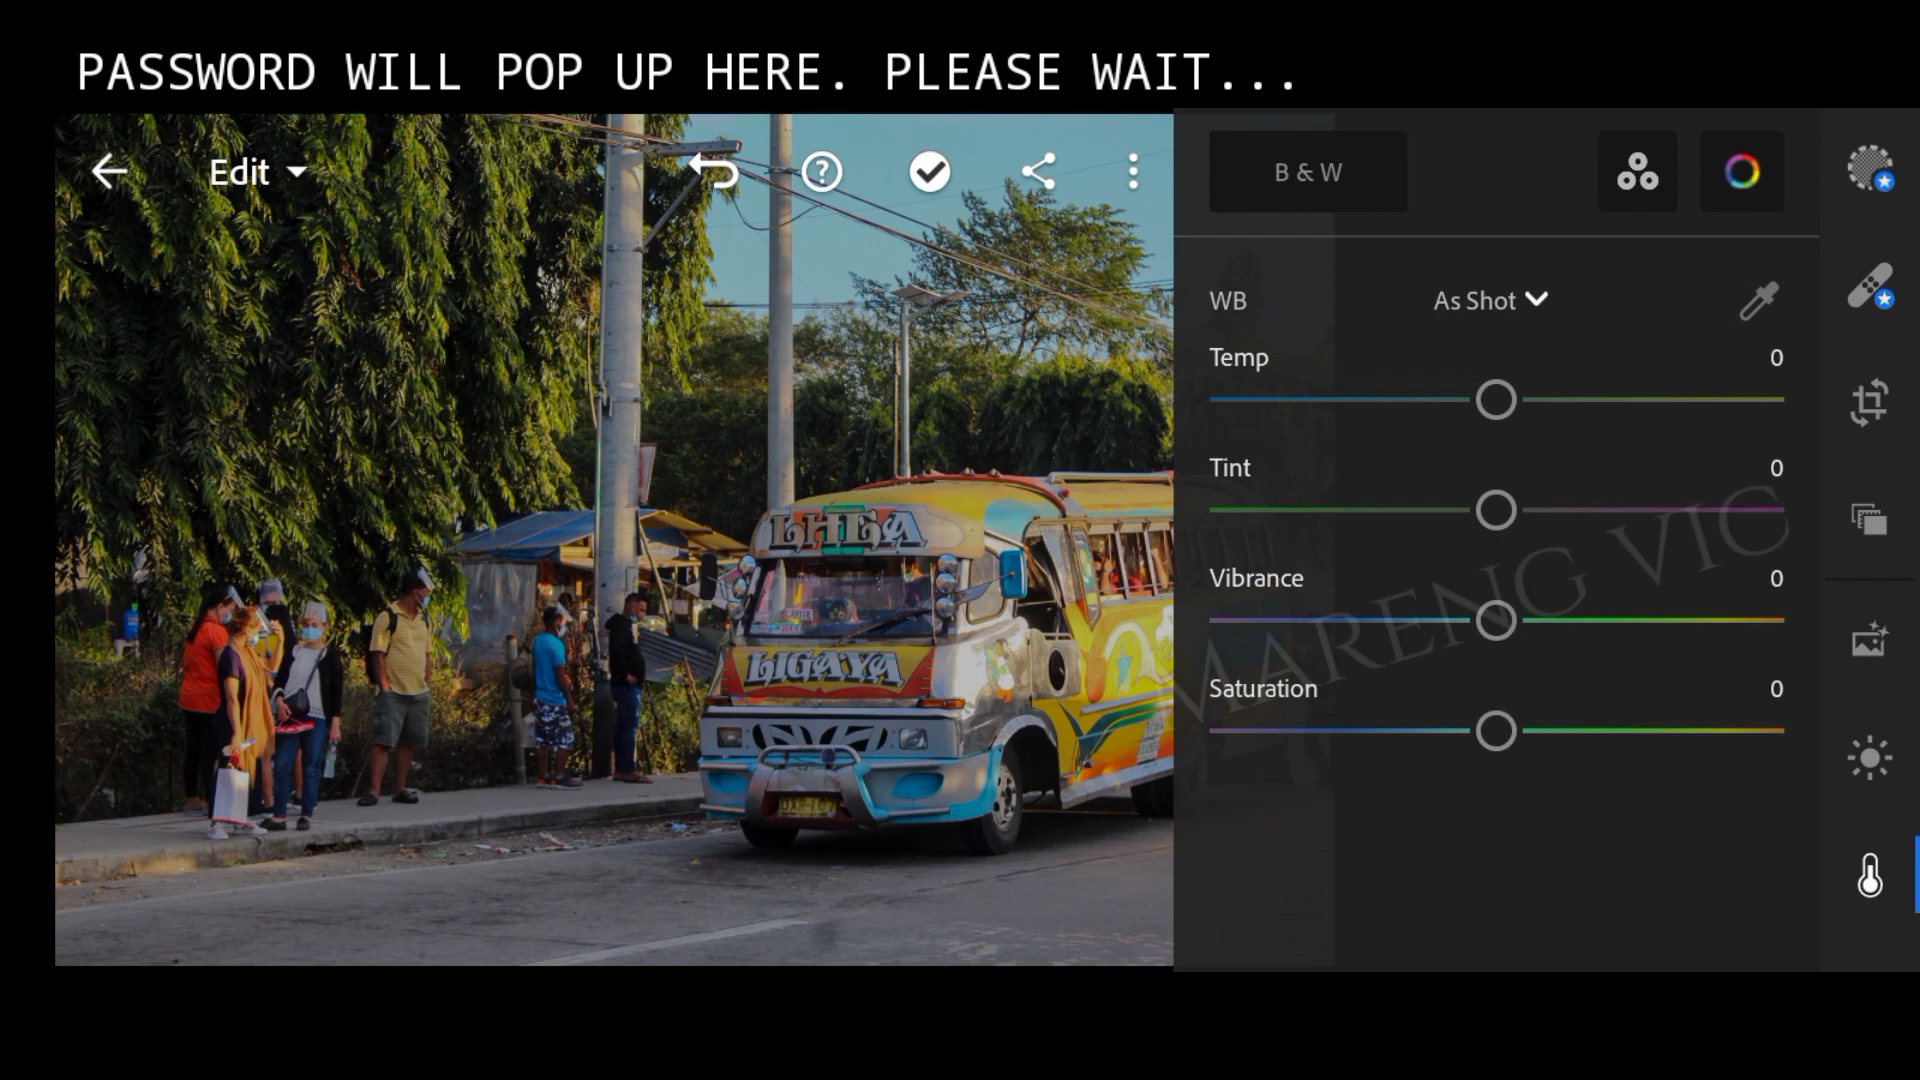 PASSWORD WILL POP UP HERE. PLEASE WAIT...
Edit
B & W
WB
As Shot
Temp
0
Tint
0
Vibrance
0
Saturation
0
MARENG VIC
LIGAYA